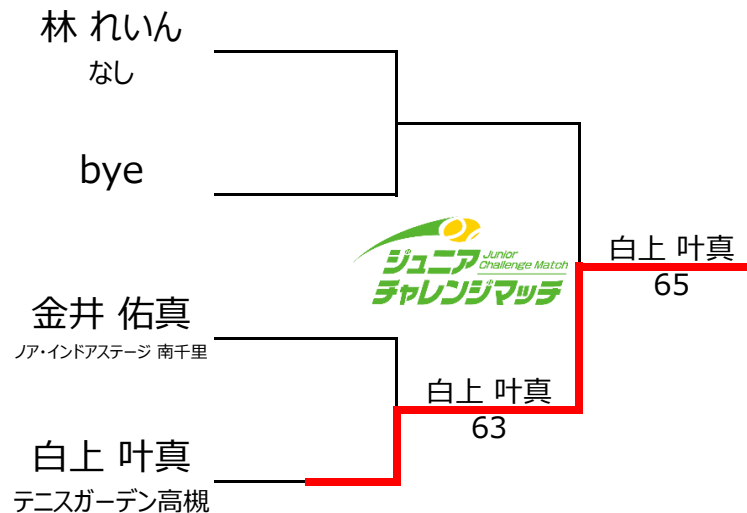 林 れいん
なし
bye
ジュニア
Junior
Challenge Match
チャレンジマッチ
白上 叶真
65
金井 佑真
ノア・インドアステージ 南千里
白上 叶真
63
白上 叶真
テニスガーデン高槻